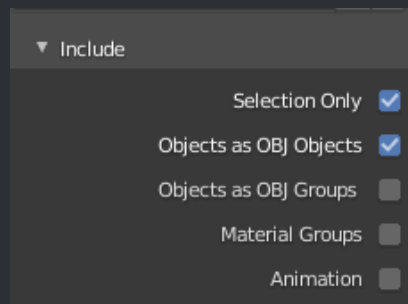 Include
Selection Only
Objects as OBJ Objects
Objects as OBJ Groups
Material Groups
Animation